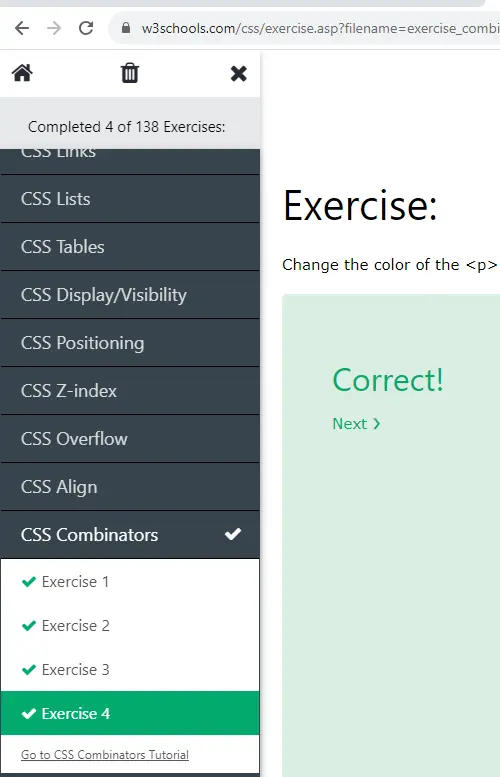 w3schools.com/css/exercise.asp?filename=exercise_combi
Completed 4 of 138 Exercises:
CSS Links
CSS Lists
CSS Tables
CSS Display/Visibility
CSS Positioning
CSS Z-index
CSS Overflow
CSS Align
CSS Combinators
Exercise 1
Exercise 2
Exercise 3
Exercise 4
Go to CSS Combinators Tutorial
Exercise:
Change the color of the <p>
Correct!
Next ❯